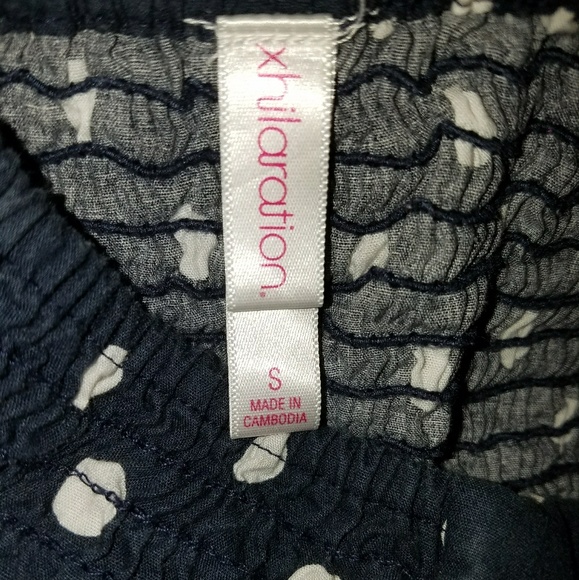 xhilaration.
S
MADE IN
CAMBODIA